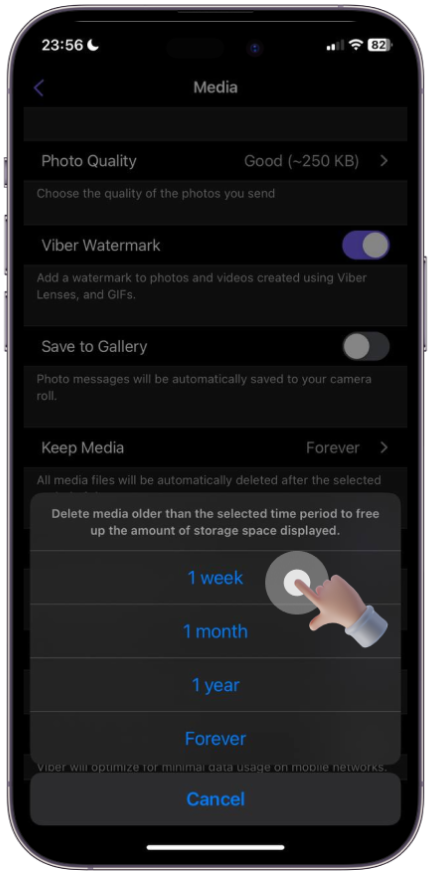 23:56
82
Media
Photo Quality Good (~250 KB)
Choose the quality of the photos you send
Viber Watermark
Add a watermark to photos and videos created using Viber
Lenses, and GIFs.
Save to Gallery
Photo messages will be automatically saved to your camera
roll.
Keep Media Forever
All media files will be automatically deleted after the selected
Delete media older than the selected time period to free
up the amount of storage space displayed.
1 week
1 month
1 year
Forever
Viber will optimize for minimal data usage on mobile networks.
Cancel